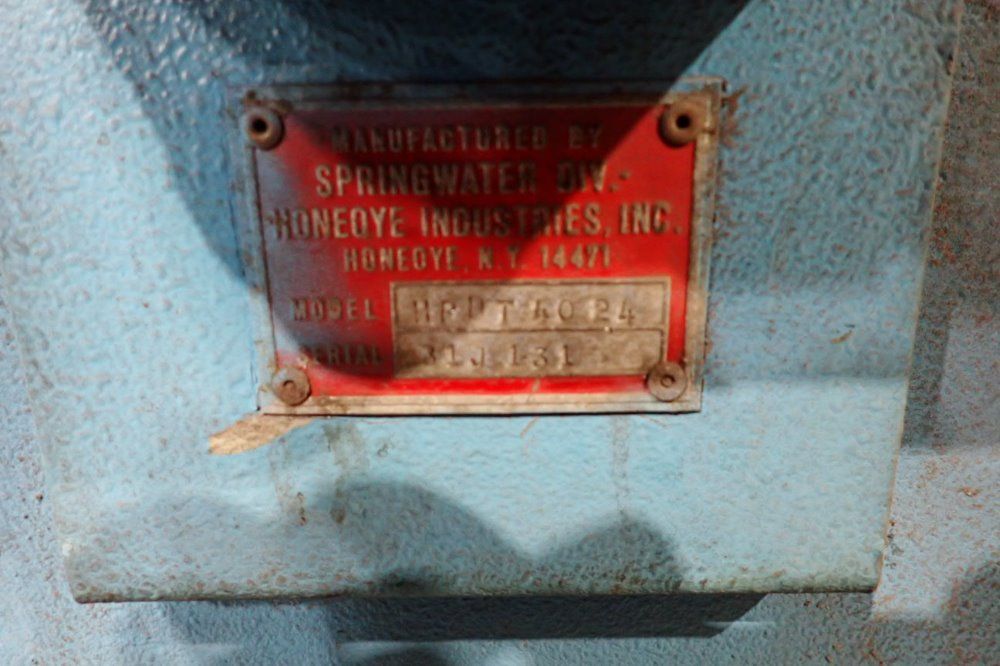 MANUFACTURED BY
SPRINGWATER DIV.-
HONEOYE INDUSTRIES, INC.
HONEOYE, N.Y. 14471
MODEL
SERIAL